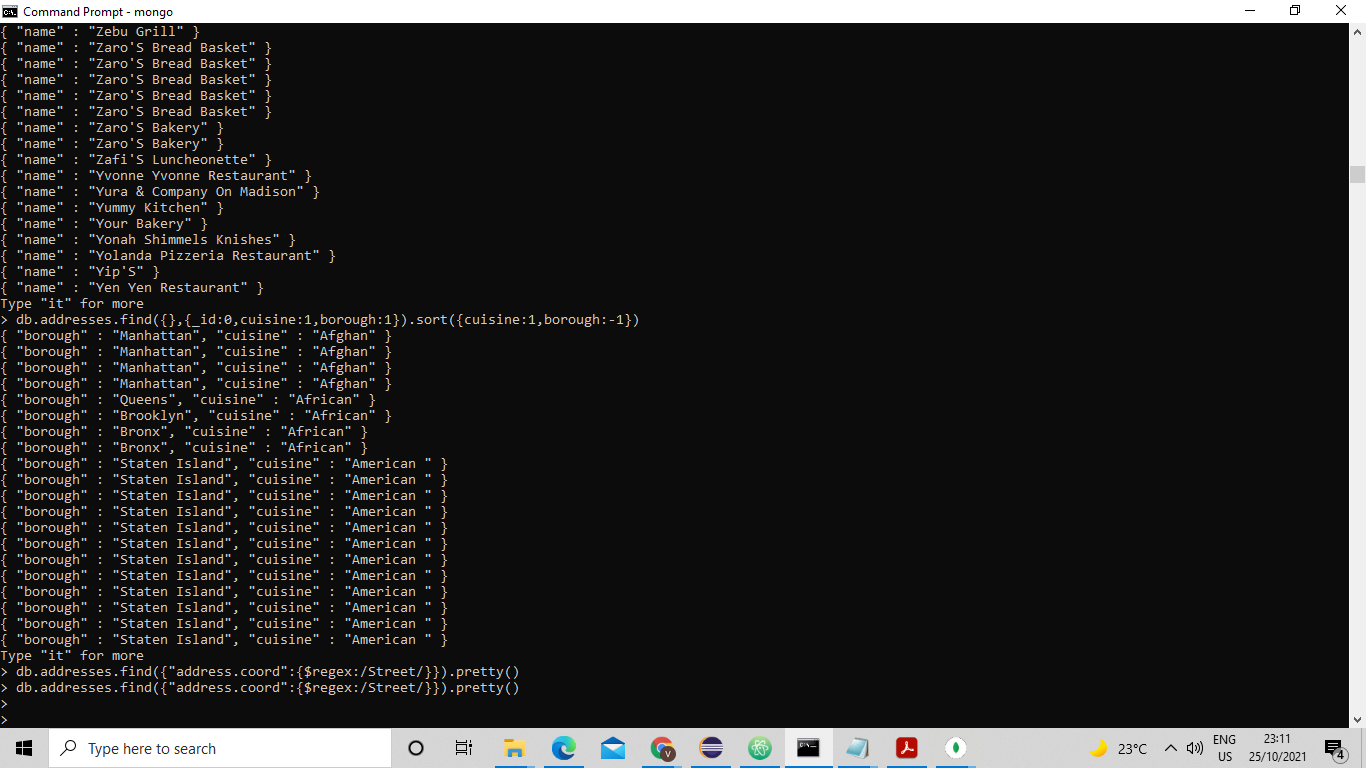 Command Prompt - mongo
{ "name" : "Zebu Grill" }
{ "name" : "Zaro'S Bread Basket" }
{ "name" : "Zaro'S Bread Basket" }
{ "name" : "Zaro'S Bread Basket" }
{ "name" : "Zaro'S Bread Basket" }
{ "name" : "Zaro'S Bread Basket" }
{ "name" : "Zaro'S Bakery" }
{ "name" : "Zaro'S Bakery" }
{ "name" : "Zafi'S Luncheonette" }
{ "name" : "Yvonne Yvonne Restaurant" }
{ "name" : "Yura & Company On Madison" }
{ "name" : "Yummy Kitchen" }
{ "name" : "Your Bakery" }
{ "name" : "Yonah Shimmels Knishes" }
{ "name" : "Yolanda Pizzeria Restaurant" }
{ "name" : "Yip'S" }
{ "name" : "Yen Yen Restaurant" }
Type "it" for more
> db.addresses.find({},{_id:0,cuisine:1,borough:1}).sort({cuisine:1,borough:-1})
{ "borough" : "Manhattan", "cuisine" : "Afghan" }
{ "borough" : "Manhattan", "cuisine" : "Afghan" }
{ "borough" : "Manhattan", "cuisine" : "Afghan" }
{ "borough" : "Manhattan", "cuisine" : "Afghan" }
{ "borough" : "Queens", "cuisine" : "African" }
{ "borough" : "Brooklyn", "cuisine" : "African" }
{ "borough" : "Bronx", "cuisine" : "African" }
{ "borough" : "Bronx", "cuisine" : "African" }
{ "borough" : "Staten Island", "cuisine" : "American " }
{ "borough" : "Staten Island", "cuisine" : "American " }
{ "borough" : "Staten Island", "cuisine" : "American " }
{ "borough" : "Staten Island", "cuisine" : "American " }
{ "borough" : "Staten Island", "cuisine" : "American " }
{ "borough" : "Staten Island", "cuisine" : "American " }
{ "borough" : "Staten Island", "cuisine" : "American " }
{ "borough" : "Staten Island", "cuisine" : "American " }
{ "borough" : "Staten Island", "cuisine" : "American " }
{ "borough" : "Staten Island", "cuisine" : "American " }
{ "borough" : "Staten Island", "cuisine" : "American " }
{ "borough" : "Staten Island", "cuisine" : "American " }
Type "it" for more
> db.addresses.find({"address.coord":{$regex:/Street/}}).pretty()
> db.addresses.find({"address.coord":{$regex:/Street/}}).pretty()
>
>
Type here to search
V
23°C
ENG
US
23:11
25/10/2021
4